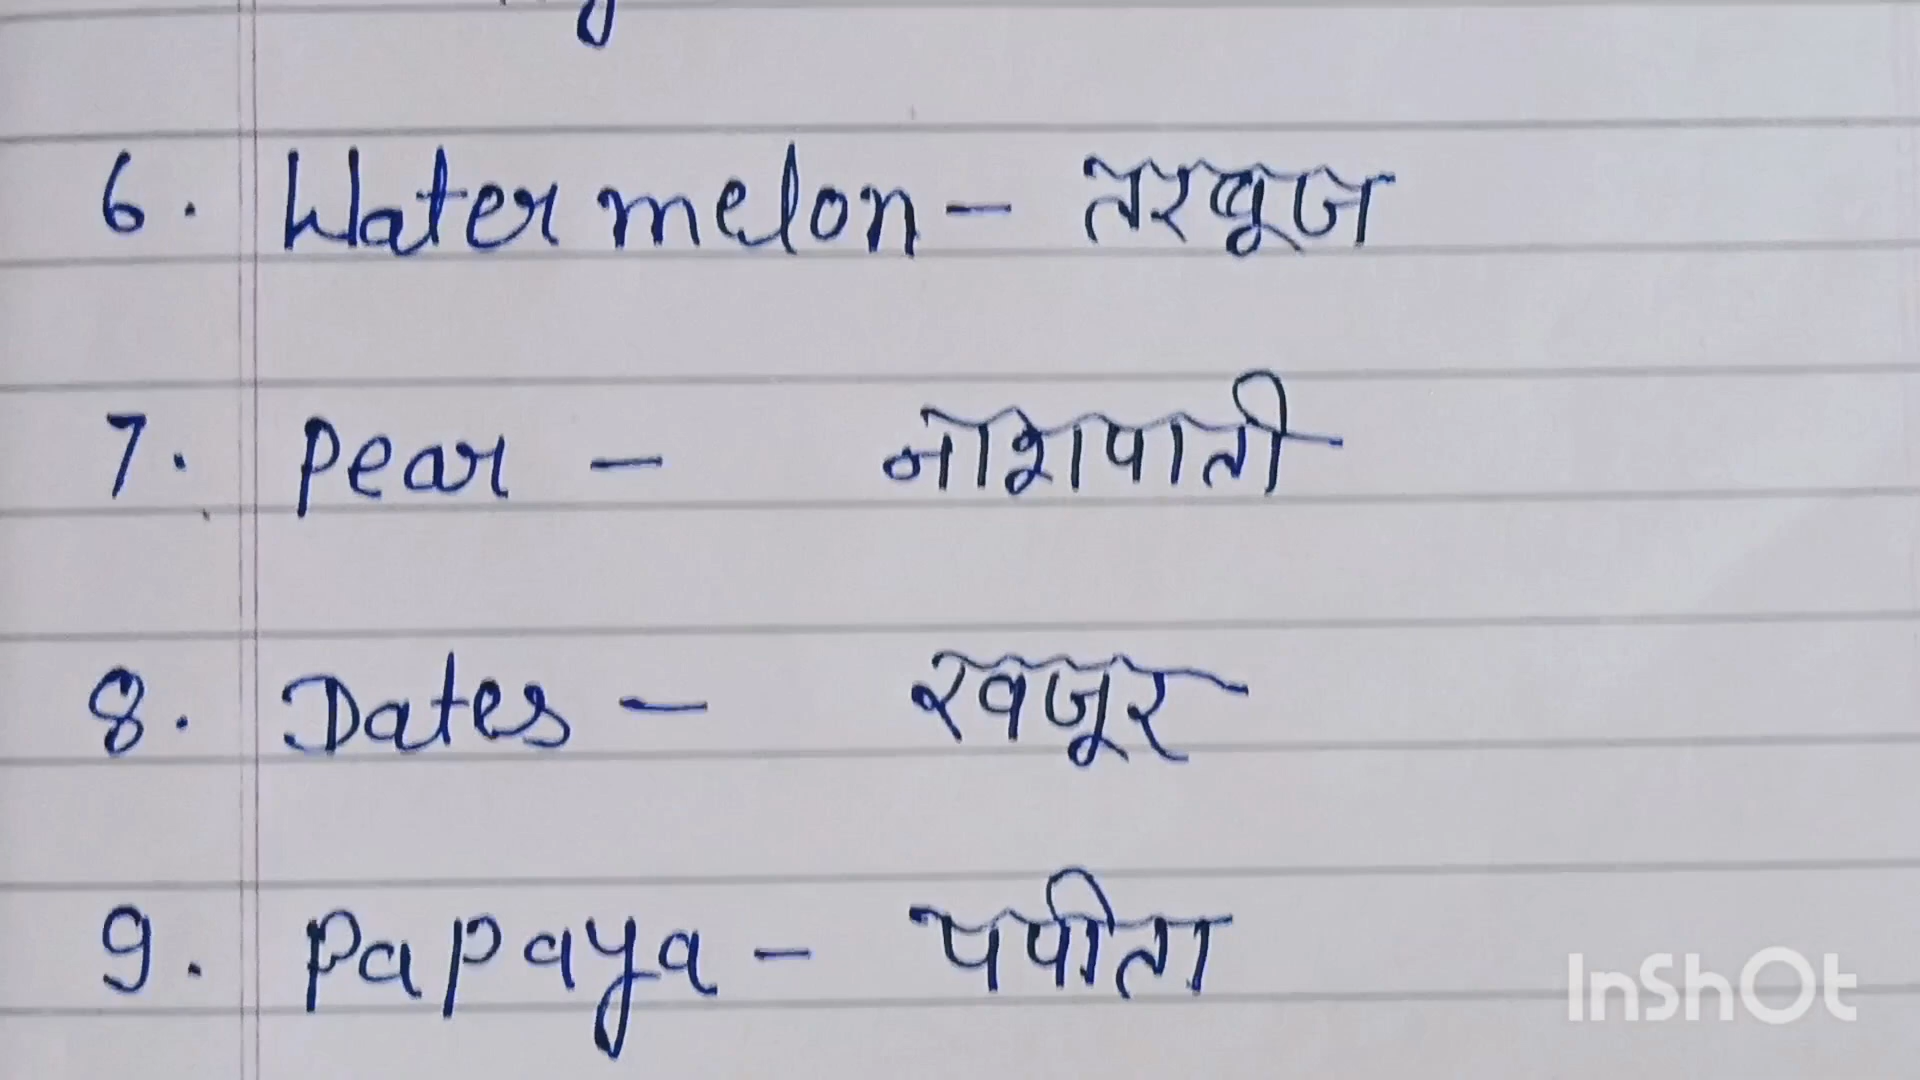 6. Water melon - तरबूज
7. Pear - नाशपाती
8. Dates - खजूर
9. Papaya - पपीता
InShOt